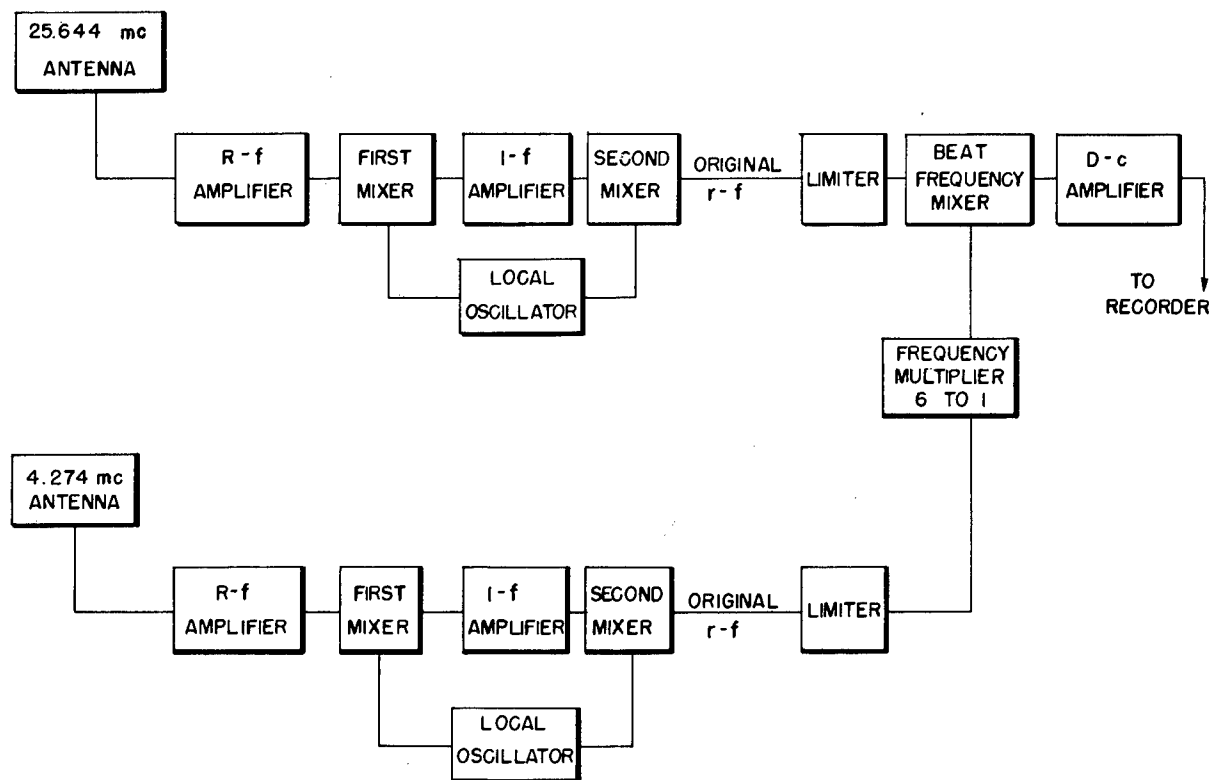 25.644 mc
ANTENNA
R-f
AMPLIFIER
FIRST
MIXER
I-f
AMPLIFIER
SECOND
MIXER
ORIGINAL
r-f
LIMITER
BEAT
FREQUENCY
MIXER
D-c
AMPLIFIER
LOCAL
OSCILLATOR
TO
RECORDER
FREQUENCY
MULTIPLIER
6 TO 1
4.274 mc
ANTENNA
R-f
AMPLIFIER
FIRST
MIXER
I-f
AMPLIFIER
SECOND
MIXER
ORIGINAL
r-f
LIMITER
LOCAL
OSCILLATOR